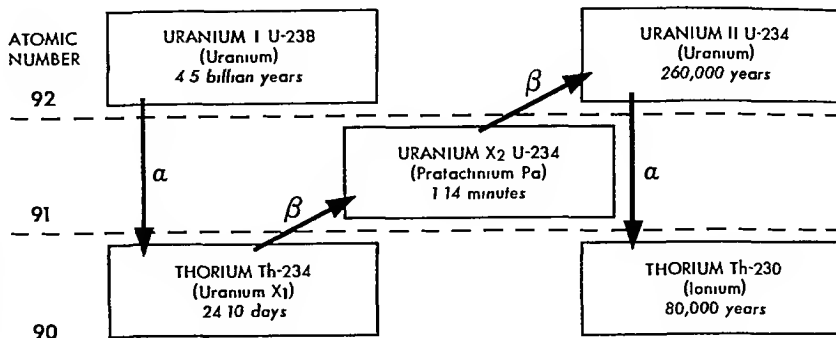 ATOMIC
NUMBER
92
URANIUM I U-238
(Uranium)
4 5 billion years
α
β
URANIUM II U-234
(Uranium)
260,000 years
α
91
URANIUM X2 U-234
(Pratactinium Pa)
1 14 minutes
β
90
THORIUM Th-234
(Uranium X1)
24 10 days
THORIUM Th-230
(Ionium)
80,000 years